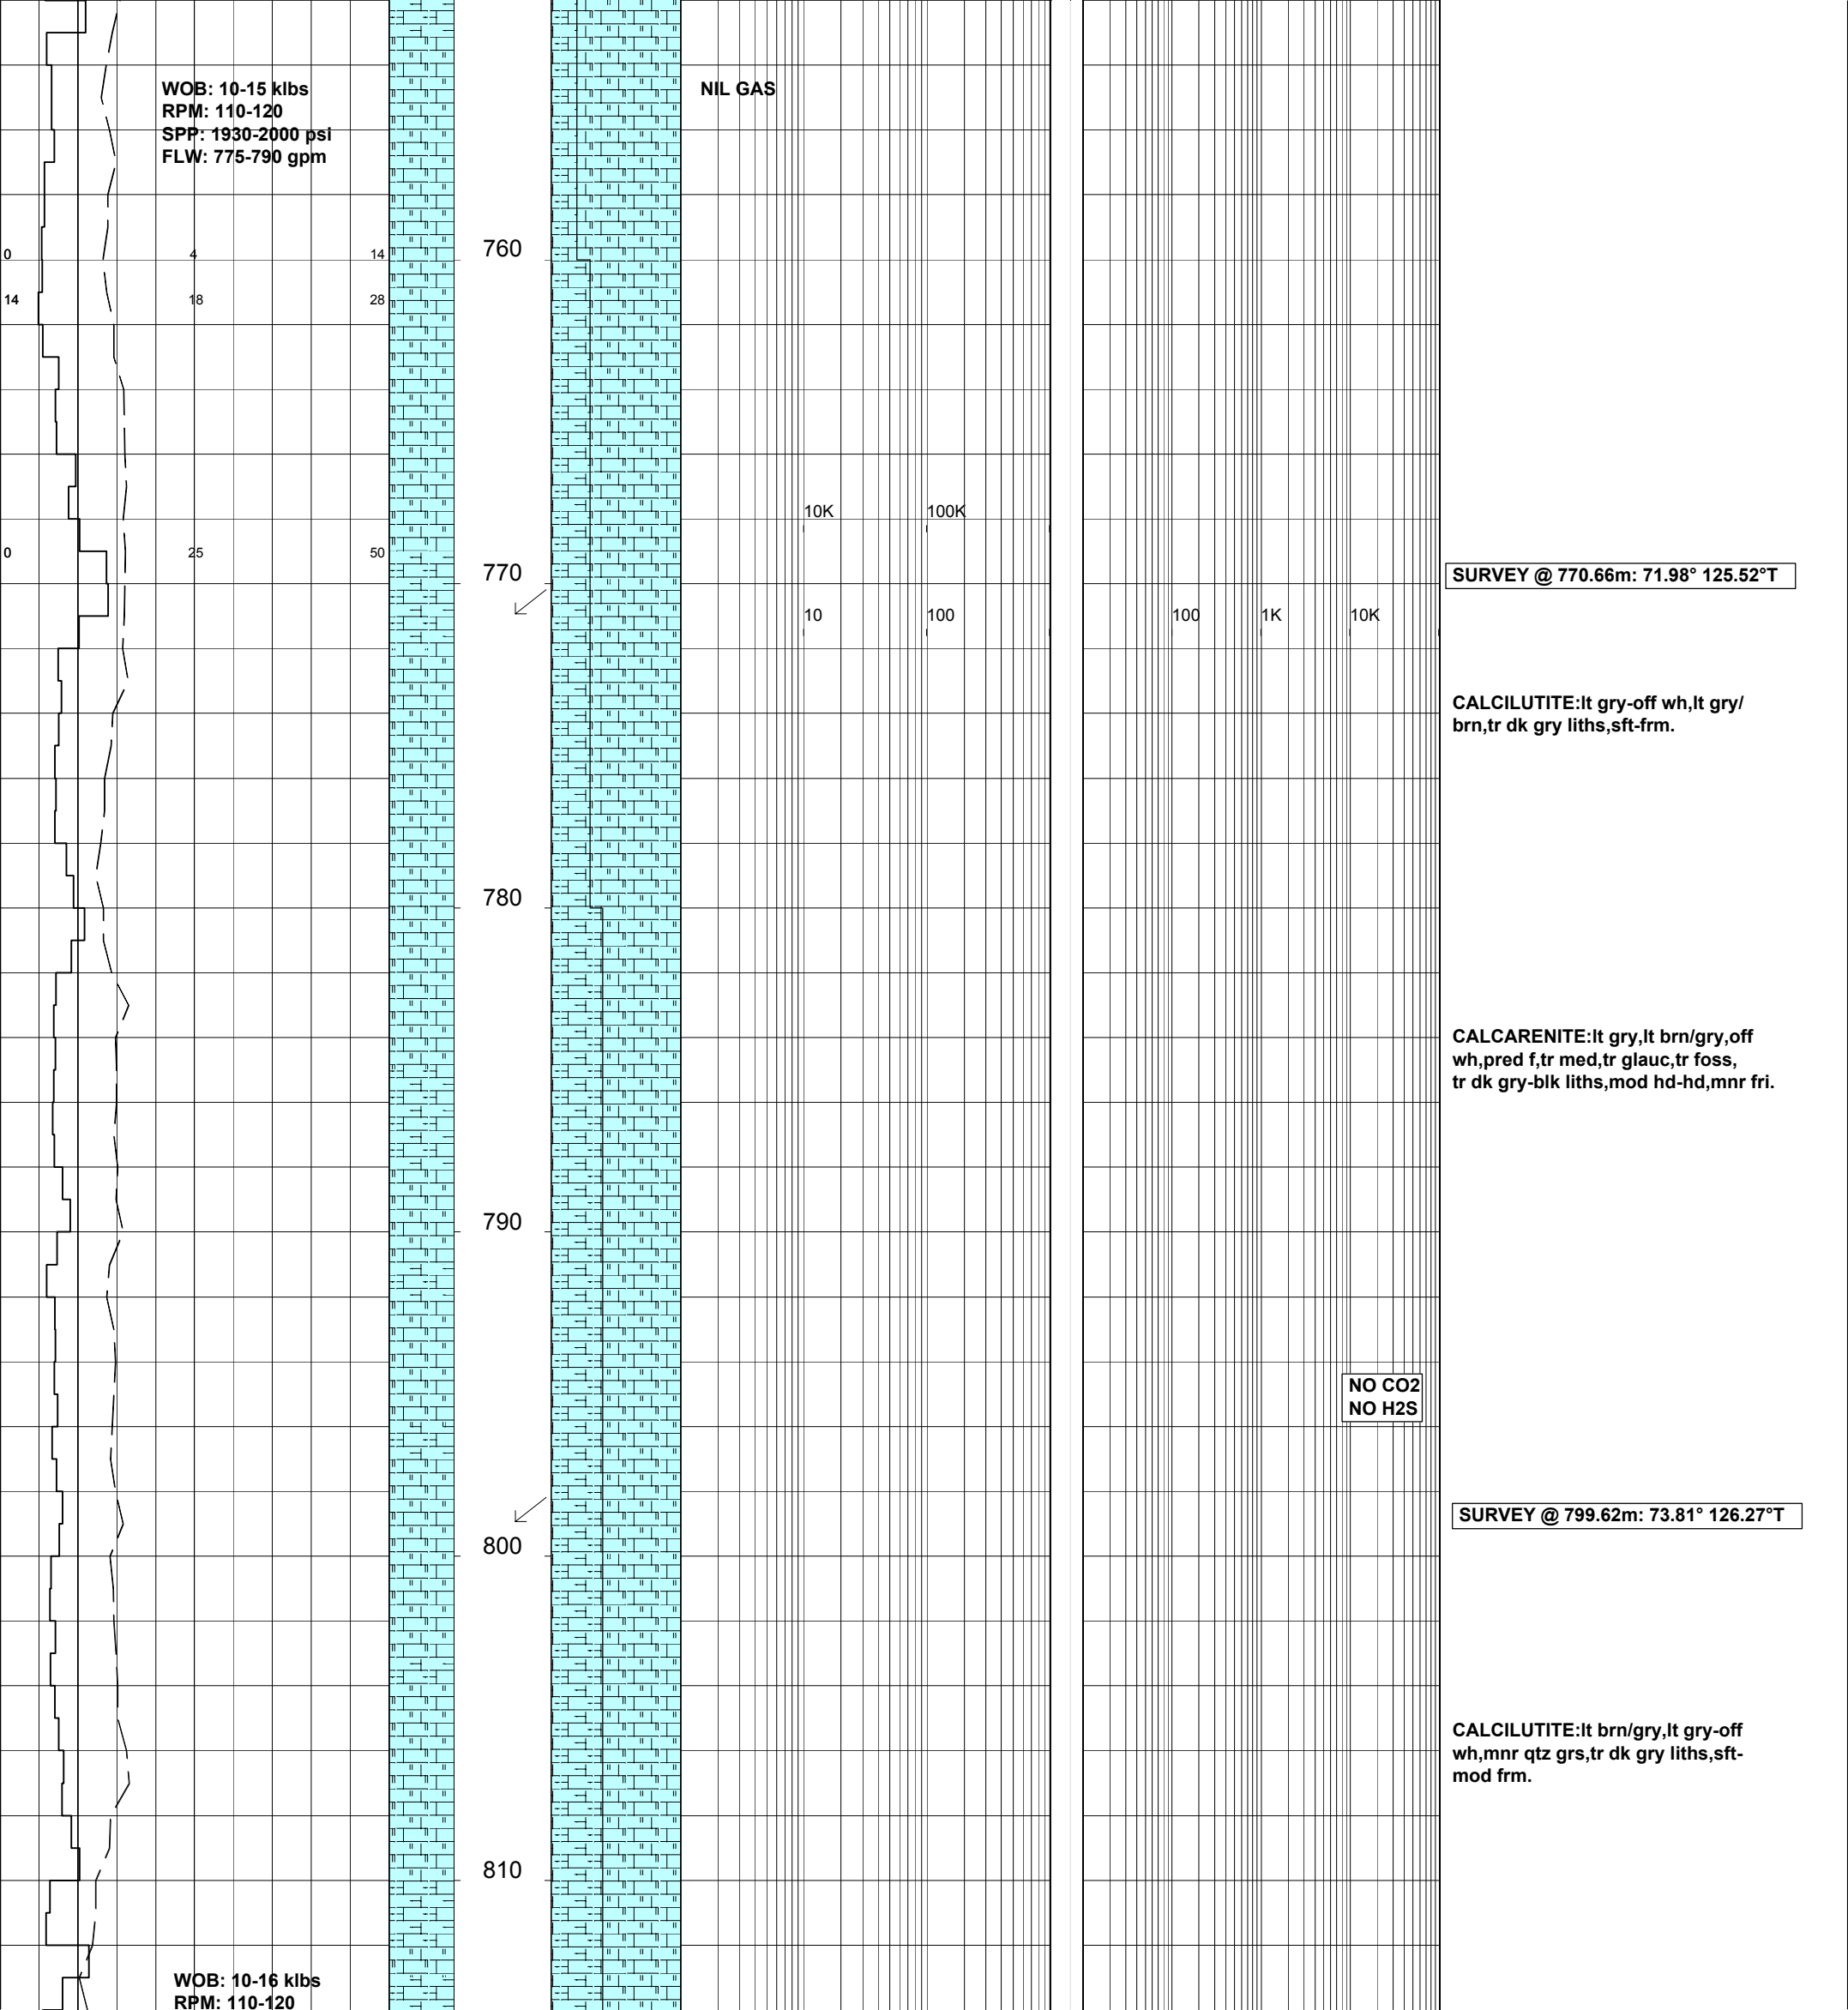 WOB: 10-15 klbs
RPM: 110-120
SPP: 1930-2000 psi
FLW: 775-790 gpm
NIL GAS
760
0 4 14
14 18 28
10K 100K
0 25 50
770
SURVEY @ 770.66m: 71.98° 125.52°T
10 100
100 1K 10K
CALCILUTITE:lt gry-off wh,lt gry/
brn,tr dk gry liths,sft-frm.
780
CALCARENITE:lt gry,lt brn/gry,off
wh,pred f,tr med,tr glauc,tr foss,
tr dk gry-blk liths,mod hd-hd,mnr fri.
790
NO CO2
NO H2S
SURVEY @ 799.62m: 73.81° 126.27°T
800
CALCILUTITE:lt brn/gry,lt gry-off
wh,mnr qtz grs,tr dk gry liths,sft-
mod frm.
810
WOB: 10-16 klbs
RPM: 110-120